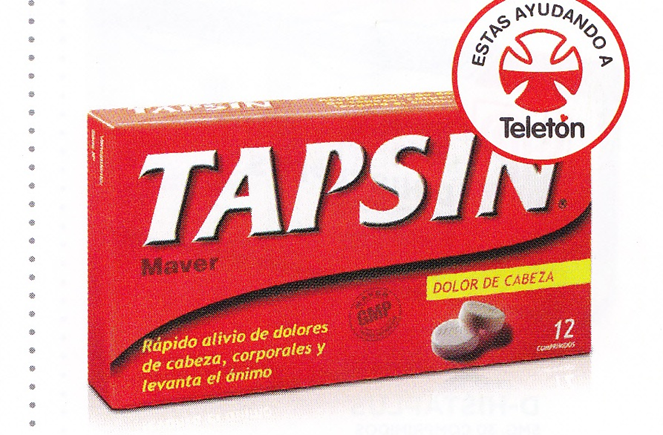 ESTAS AYUDANDO A
Teletón
TAPSIN
TAPSIN
Maver
DOLOR DE CABEZA
GMP
Rápido alivio de dolores
de cabeza, corporales y
levanta el ánimo
12
COMPRIMIDOS